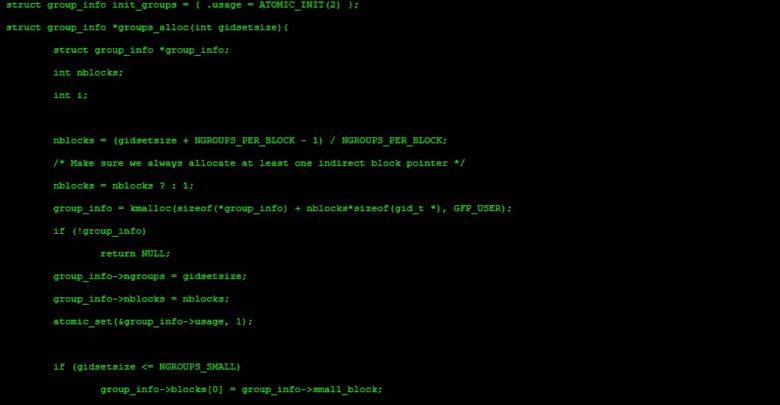 struct group_info init_groups = { .usage = ATOMIC_INIT(2) };
struct group_info *groups_alloc(int gidsetsize){
struct group_info *group_info;
int nblocks;
int i;
nblocks = (gidsetsize + NGROUPS_PER_BLOCK - 1) / NGROUPS_PER_BLOCK;
/* Make sure we always allocate at least one indirect block pointer */
nblocks = nblocks ? : 1;
group_info = kmalloc(sizeof(*group_info) + nblocks*sizeof(gid_t *), GFP_USER);
if (!group_info)
return NULL;
group_info->ngroups = gidsetsize;
group_info->nblocks = nblocks;
atomic_set(&group_info->usage, 1);
if (gidsetsize <= NGROUPS_SMALL)
group_info->blocks[0] = group_info->small_block;